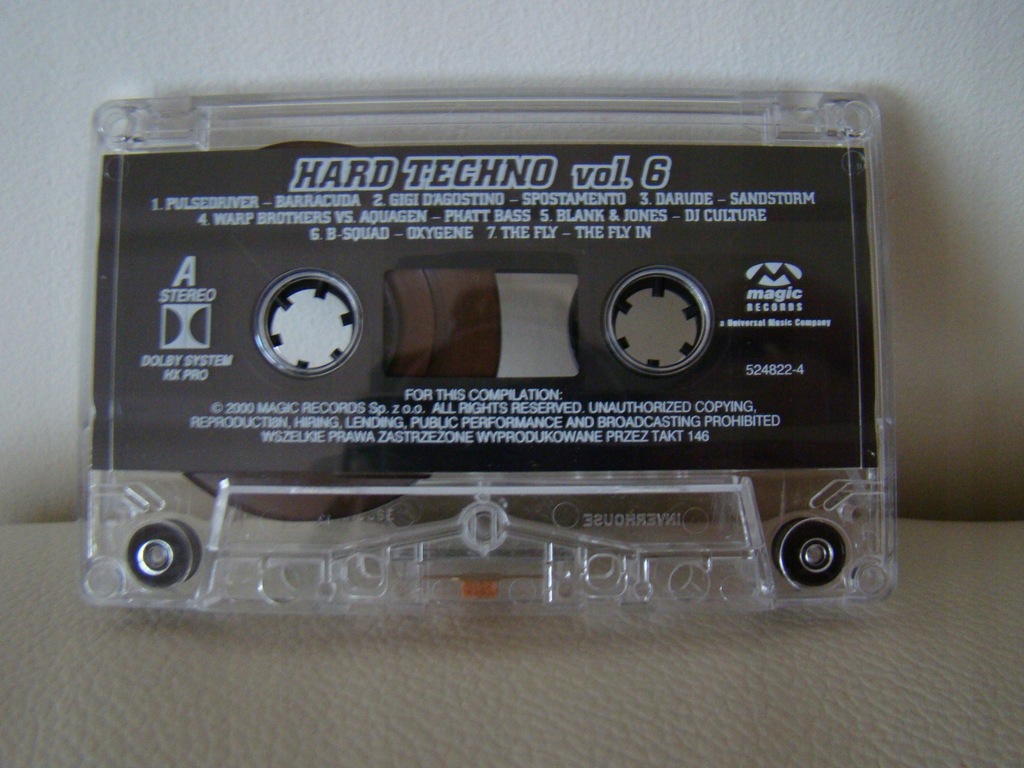 HARD TECHNO vol. 6
1. PULSEDRIVER – BARRACUDA 2. GIGI D'AGOSTINO – SPOSTAMENTO 3. DARUDE – SANDSTORM
4. WARP BROTHERS VS. AQUAGEN – PHATT BASS 5. BLANK & JONES – DJ CULTURE
6. B-SQUAD – OXYGENE 7. THE FLY – THE FLY IN
A
STEREO
DOLBY SYSTEM
HX PRO
magic
RECORDS
a Universal Music Company
524822-4
FOR THIS COMPILATION:
© 2000 MAGIC RECORDS Sp. z o.o. ALL RIGHTS RESERVED. UNAUTHORIZED COPYING,
REPRODUCTION, HIRING, LENDING, PUBLIC PERFORMANCE AND BROADCASTING PROHIBITED
WSZELKIE PRAWA ZASTRZEŻONE WYPRODUKOWANE PRZEZ TAKT 146
INVERHOUSE